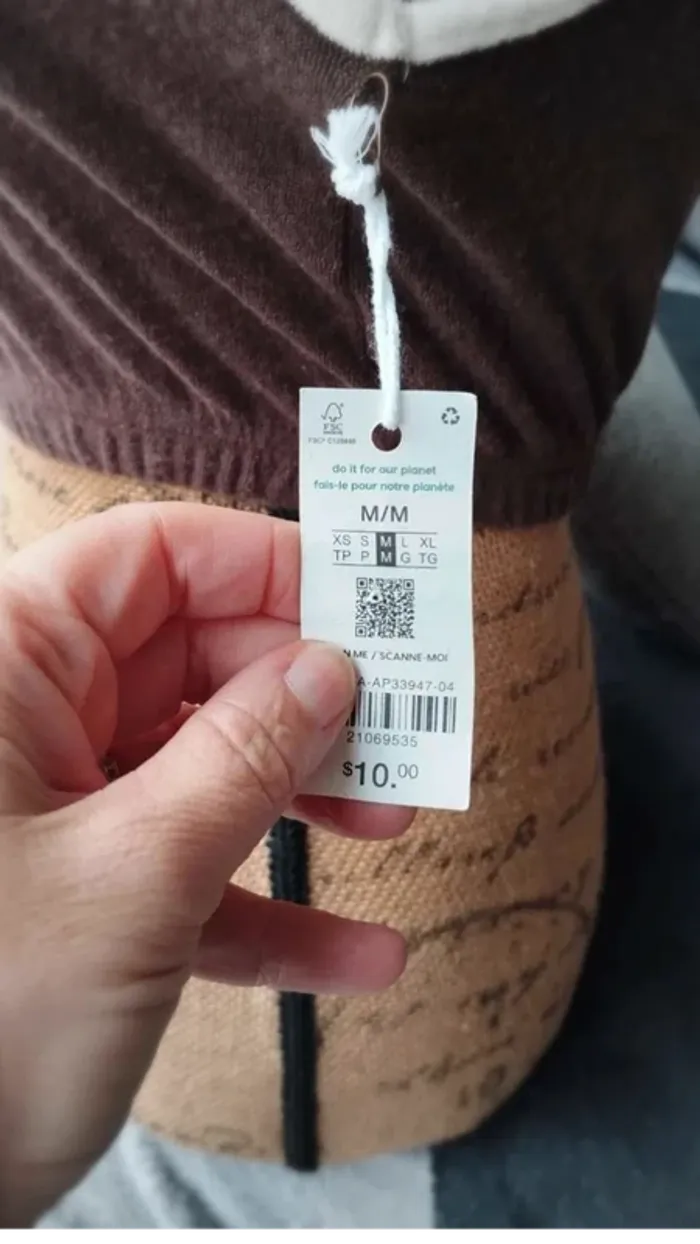 FSC
do it for our planet
fais-le pour notre planète
M/M
XS S M L XL
TP P M G TG
ME / SCANNE-MOI
A-AP33947-04
21069535
$10.00